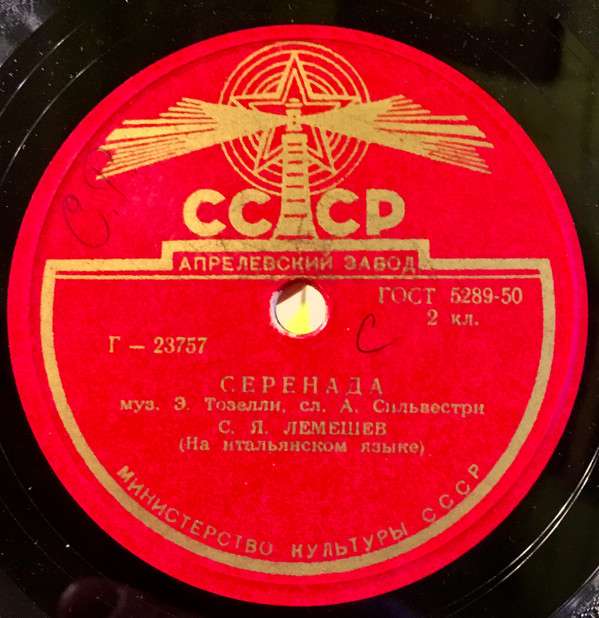 СССР
АПРЕЛЕВСКИЙ ЗАВОД
ГОСТ 5289-50
2 кл.
Г — 23757
С
СЕРЕНАДА
муз. Э. Тозелли, сл. А. Сильвестри
С. Я. ЛЕМЕШЕВ
(На итальянском языке)
МИНИСТЕРСТВО КУЛЬТУРЫ СССР